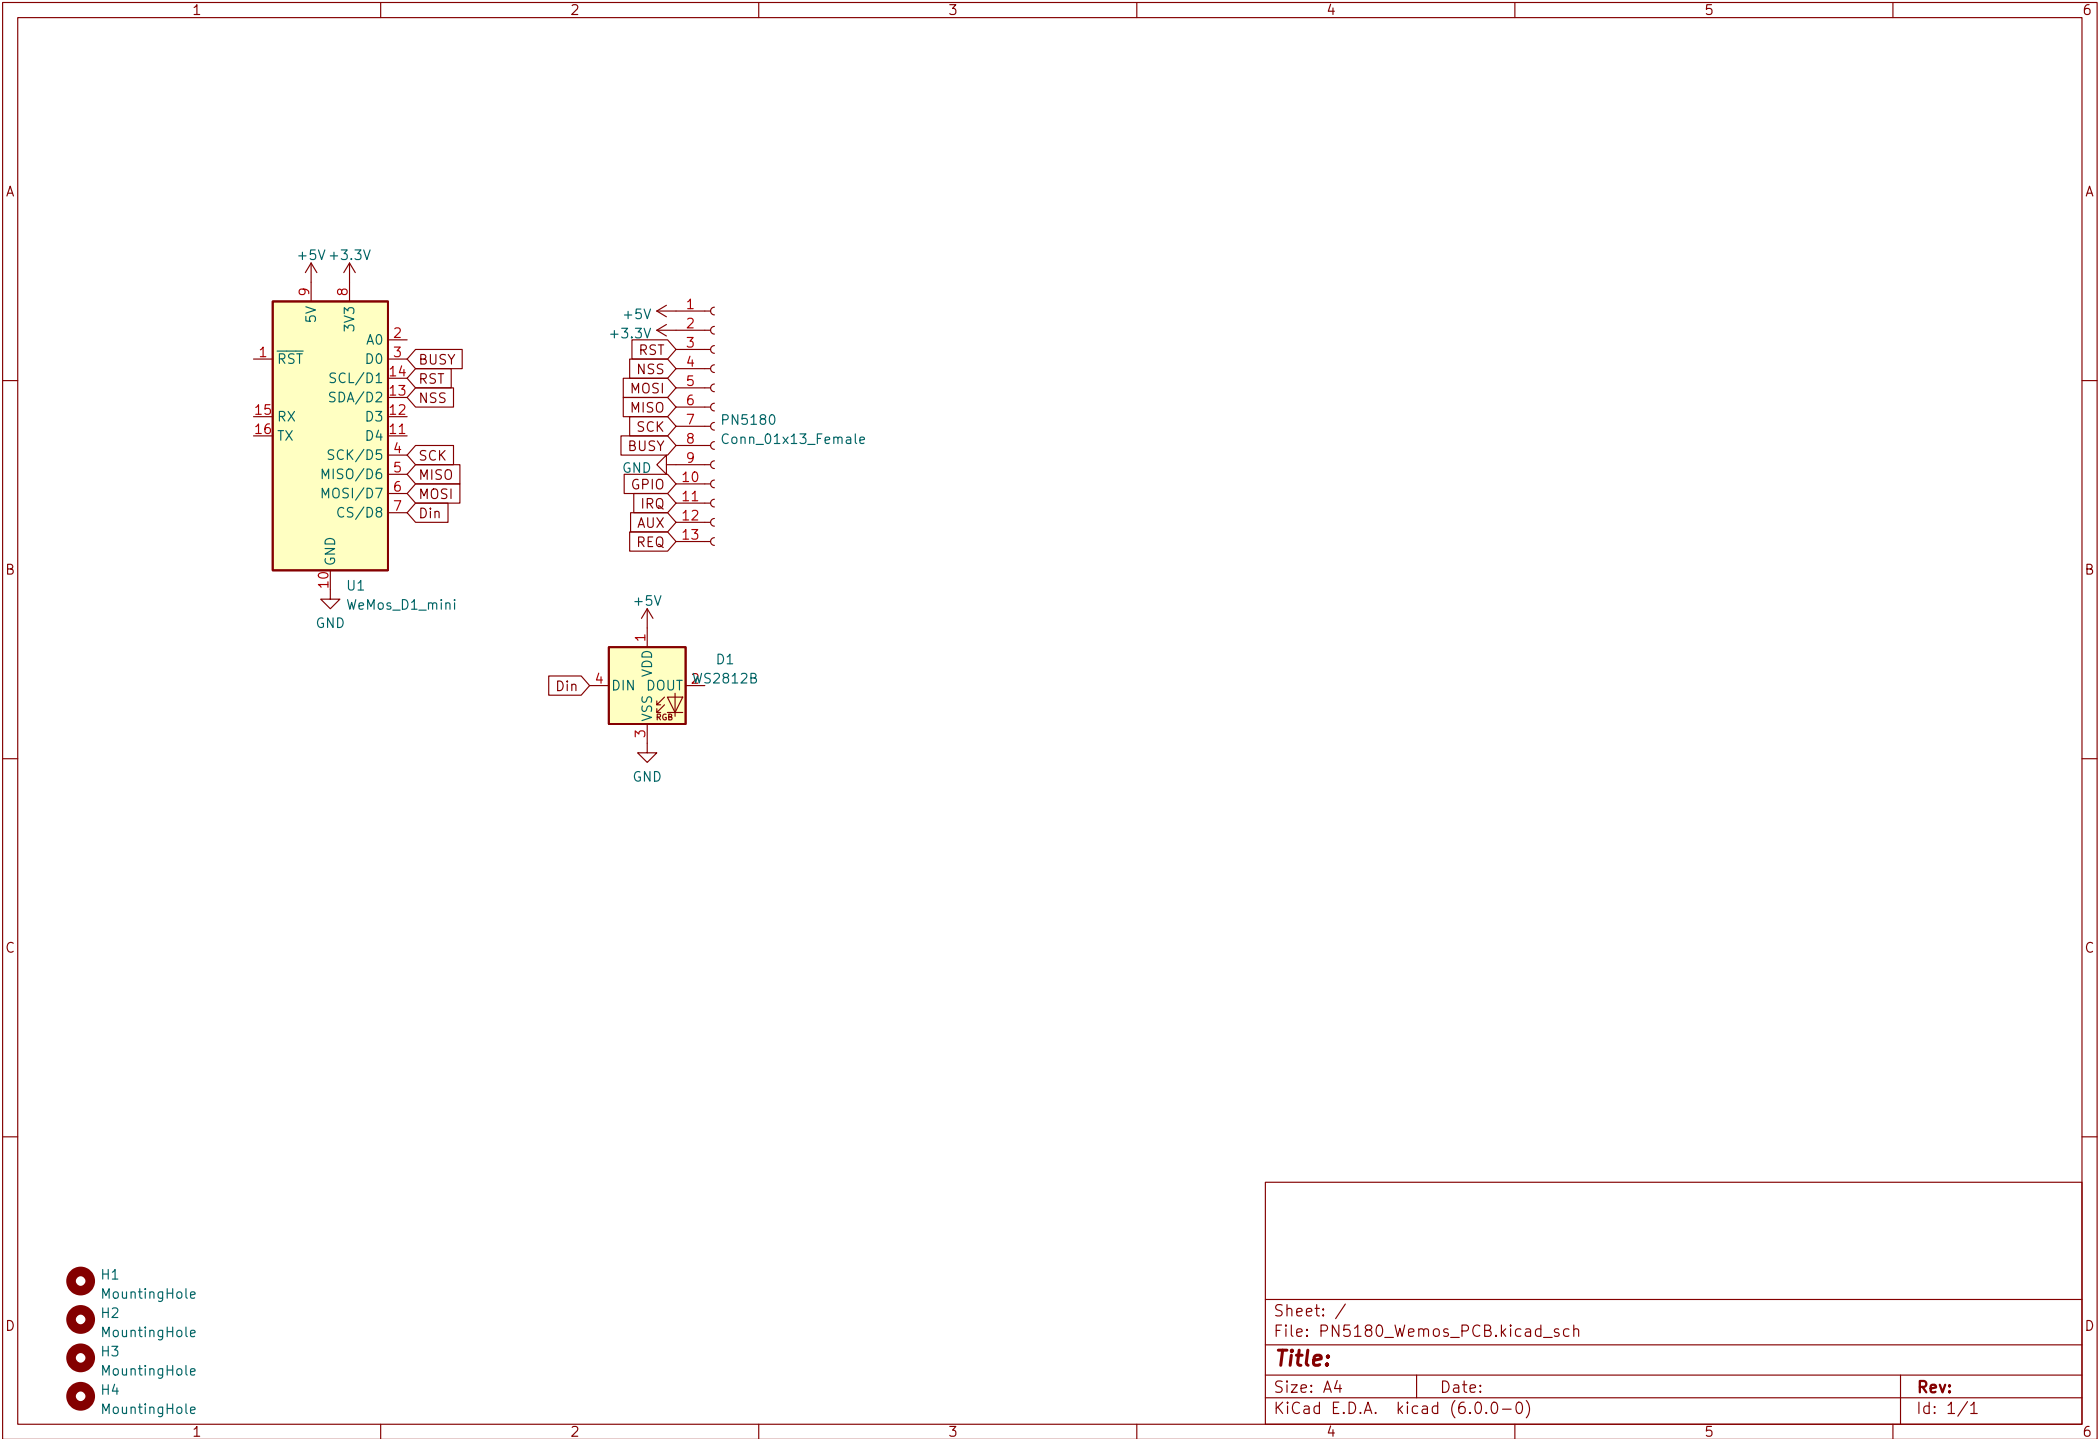 1 2 3 4 5 6
A A
+5V +3.3V
9 8
5V 3V3
A0 2
1 RST D0 3 BUSY
SCL/D1 14 RST
SDA/D2 13 NSS
15 RX D3 12
16 TX D4 11
SCK/D5 4 SCK
MISO/D6 5 MISO
MOSI/D7 6 MOSI
CS/D8 7 Din
GND
10
U1
WeMos_D1_mini
GND
+5V 1
+3.3V 2
RST 3
NSS 4
MOSI 5
MISO 6
SCK 7
BUSY 8
GND 9
GPIO 10
IRQ 11
AUX 12
REQ 13
PN5180
Conn_01x13_Female
B B
+5V
1
VDD
D1
WS2812B
Din 4 DIN DOUT 2
VSS
RGB
3
GND
C C
H1
MountingHole
H2
MountingHole
H3
MountingHole
H4
MountingHole
D D
Sheet: /
File: PN5180_Wemos_PCB.kicad_sch
Title:
Size: A4 Date: Rev:
KiCad E.D.A. kicad (6.0.0-0) Id: 1/1
1 2 3 4 5 6